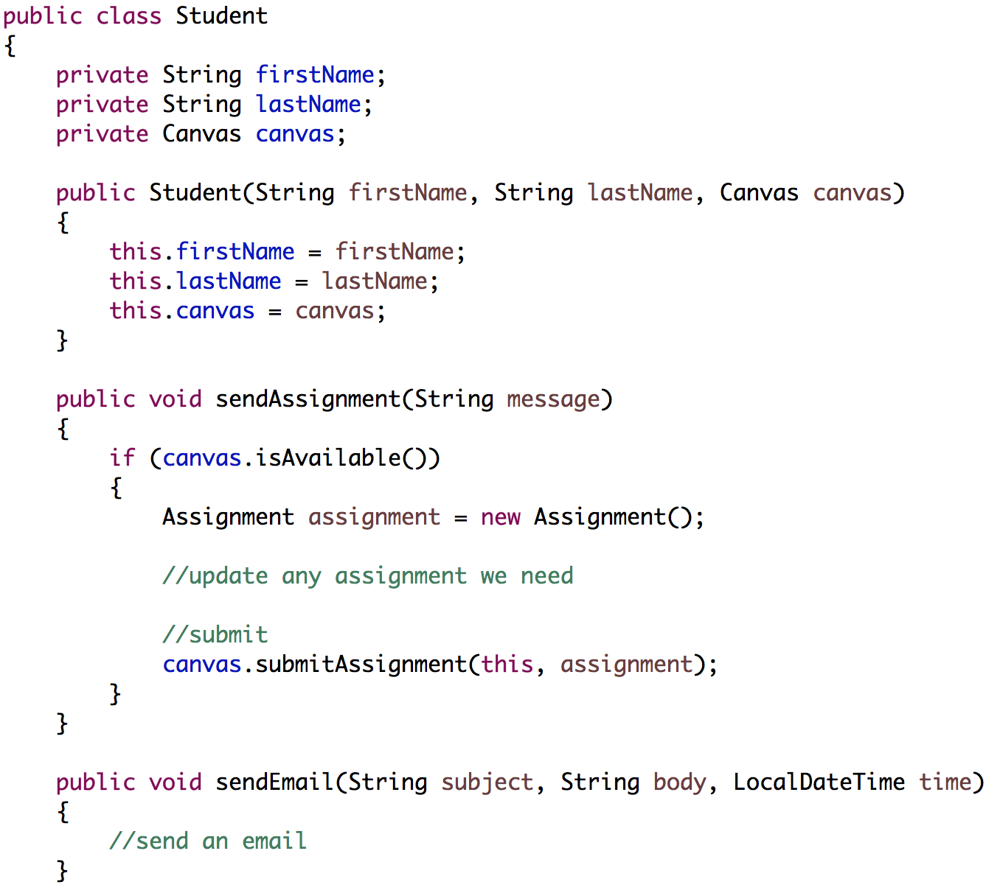 public class Student
{
    private String firstName;
    private String lastName;
    private Canvas canvas;

    public Student(String firstName, String lastName, Canvas canvas)
    {
        this.firstName = firstName;
        this.lastName = lastName;
        this.canvas = canvas;
    }

    public void sendAssignment(String message)
    {
        if (canvas.isAvailable())
        {
            Assignment assignment = new Assignment();

            //update any assignment we need

            //submit
            canvas.submitAssignment(this, assignment);
        }
    }

    public void sendEmail(String subject, String body, LocalDateTime time)
    {
        //send an email
    }